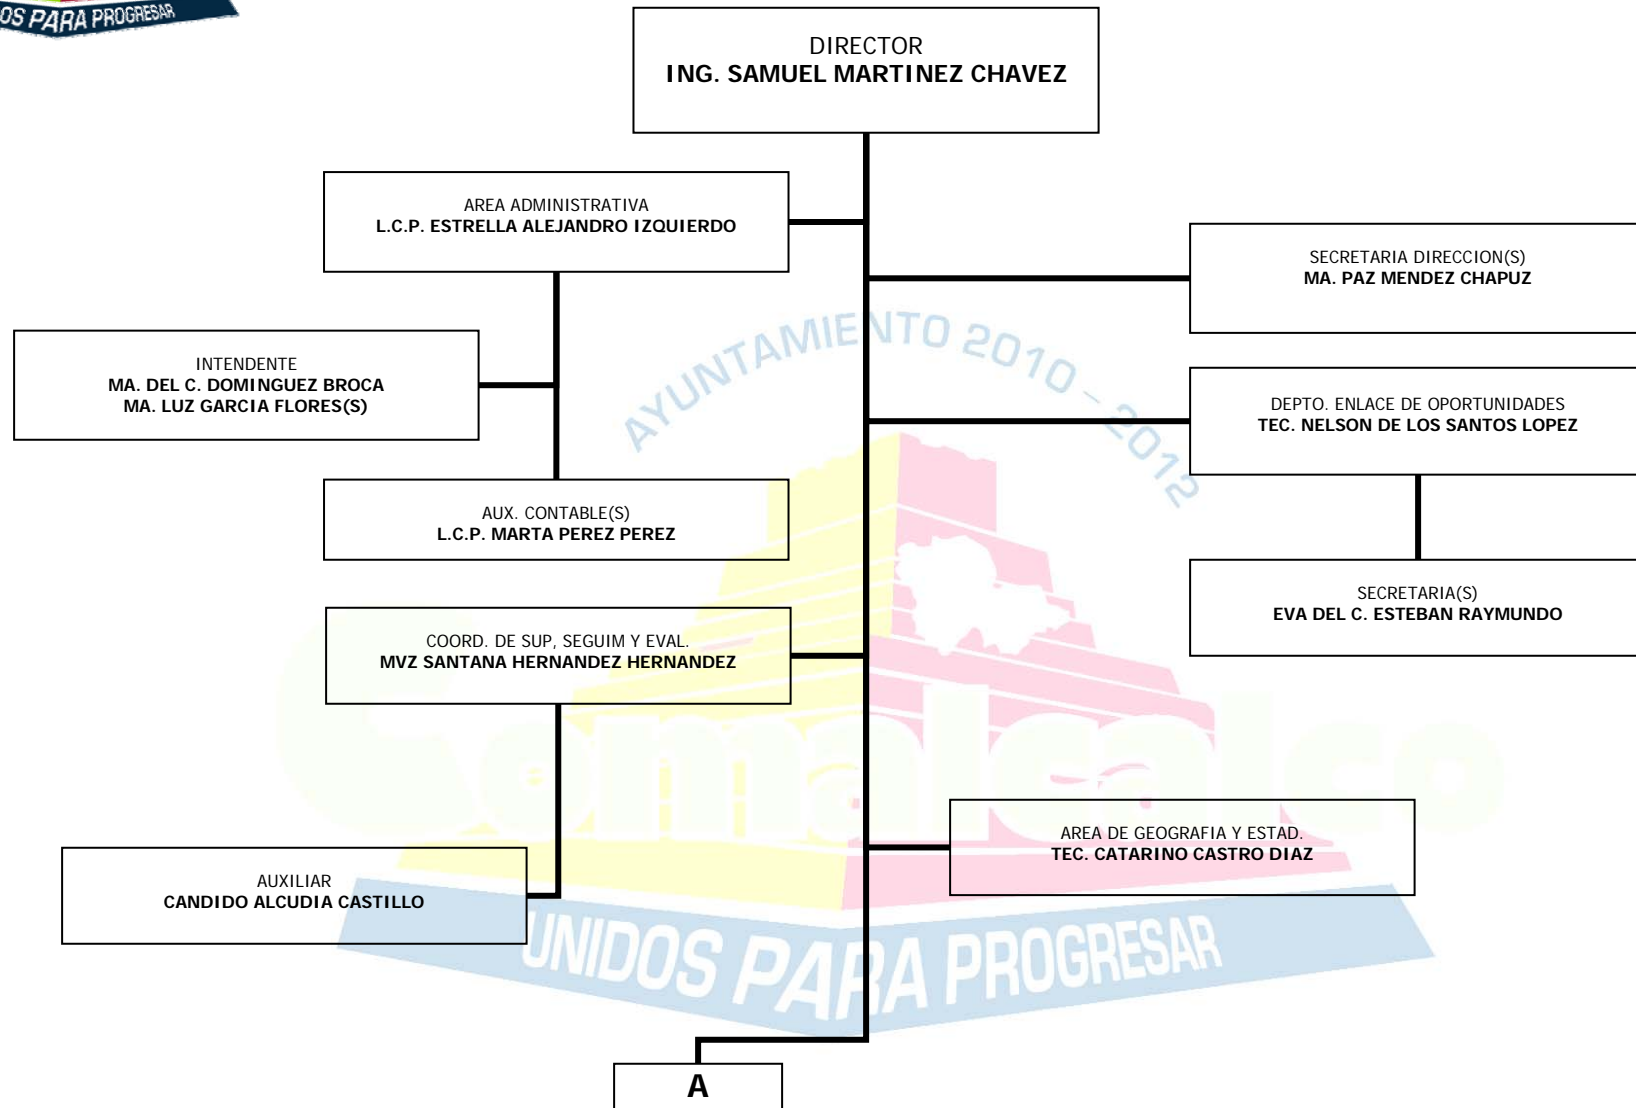 OS PARA PROGRESAR
DIRECTOR
ING. SAMUEL MARTINEZ CHAVEZ
AREA ADMINISTRATIVA
L.C.P. ESTRELLA ALEJANDRO IZQUIERDO
SECRETARIA DIRECCION(S)
MA. PAZ MENDEZ CHAPUZ
AYUNTAMIENTO 2010 - 2012
INTENDENTE
MA. DEL C. DOMINGUEZ BROCA
MA. LUZ GARCIA FLORES(S)
DEPTO. ENLACE DE OPORTUNIDADES
TEC. NELSON DE LOS SANTOS LOPEZ
AUX. CONTABLE(S)
L.C.P. MARTA PEREZ PEREZ
SECRETARIA(S)
EVA DEL C. ESTEBAN RAYMUNDO
COORD. DE SUP, SEGUIM Y EVAL.
MVZ SANTANA HERNANDEZ HERNANDEZ
Comalcalco
AREA DE GEOGRAFIA Y ESTAD.
TEC. CATARINO CASTRO DIAZ
AUXILIAR
CANDIDO ALCUDIA CASTILLO
UNIDOS PARA PROGRESAR
A